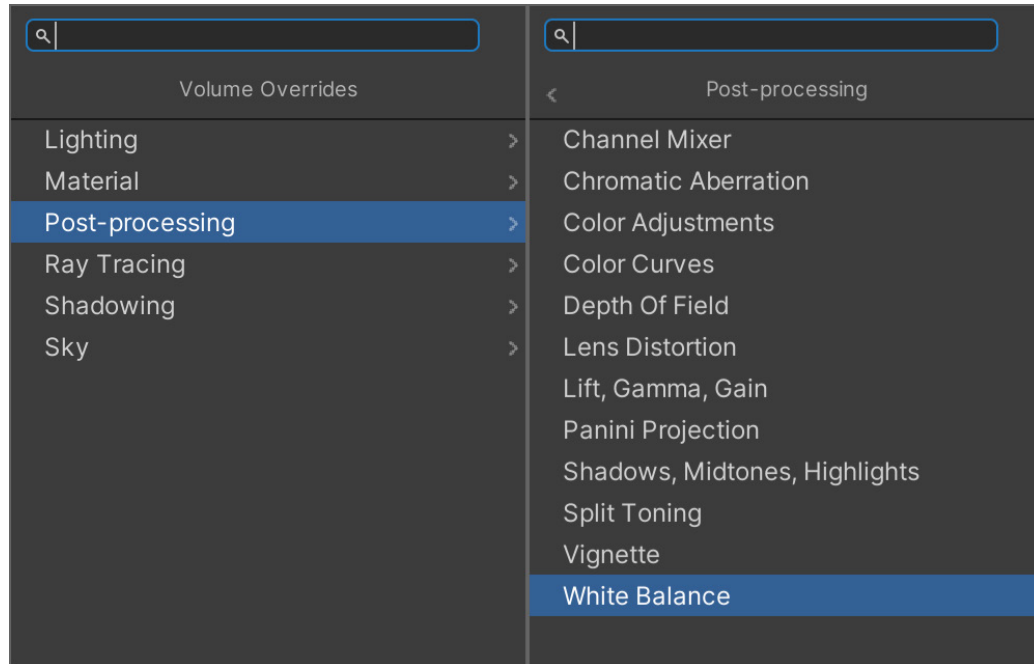 Volume Overrides
Lighting
Material
Post-processing
Ray Tracing
Shadowing
Sky
Post-processing
Channel Mixer
Chromatic Aberration
Color Adjustments
Color Curves
Depth Of Field
Lens Distortion
Lift, Gamma, Gain
Panini Projection
Shadows, Midtones, Highlights
Split Toning
Vignette
White Balance